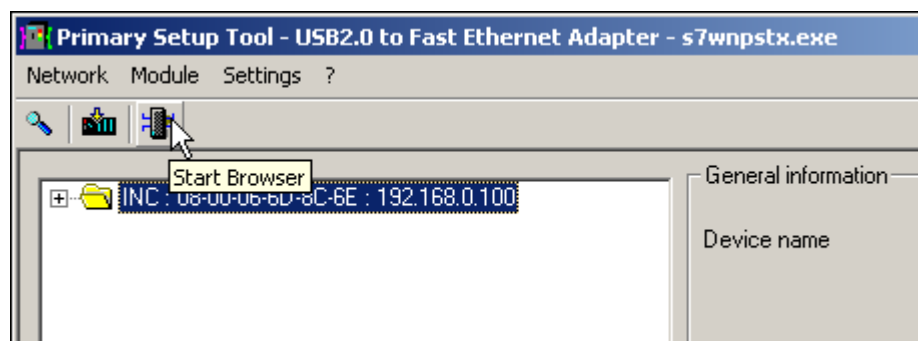 Primary Setup Tool - USB2.0 to Fast Ethernet Adapter - s7wnpstx.exe
Network Module Settings ?
Start Browser
INC : 08-00-06-6D-8C-6E : 192.168.0.100
General information
Device name